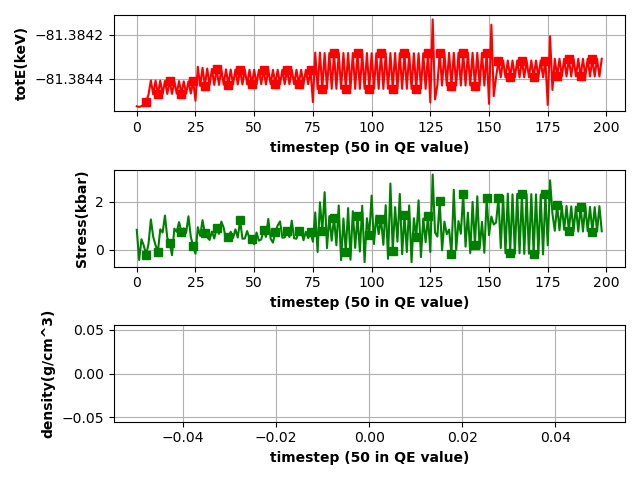 totE(keV)
−81.3842
−81.3844
0 25 50 75 100 125 150 175 200
timestep (50 in QE value)
Stress(kbar)
2
0
0 25 50 75 100 125 150 175 200
timestep (50 in QE value)
density(g/cm^3)
0.05
0.00
−0.05
−0.04 −0.02 0.00 0.02 0.04
timestep (50 in QE value)